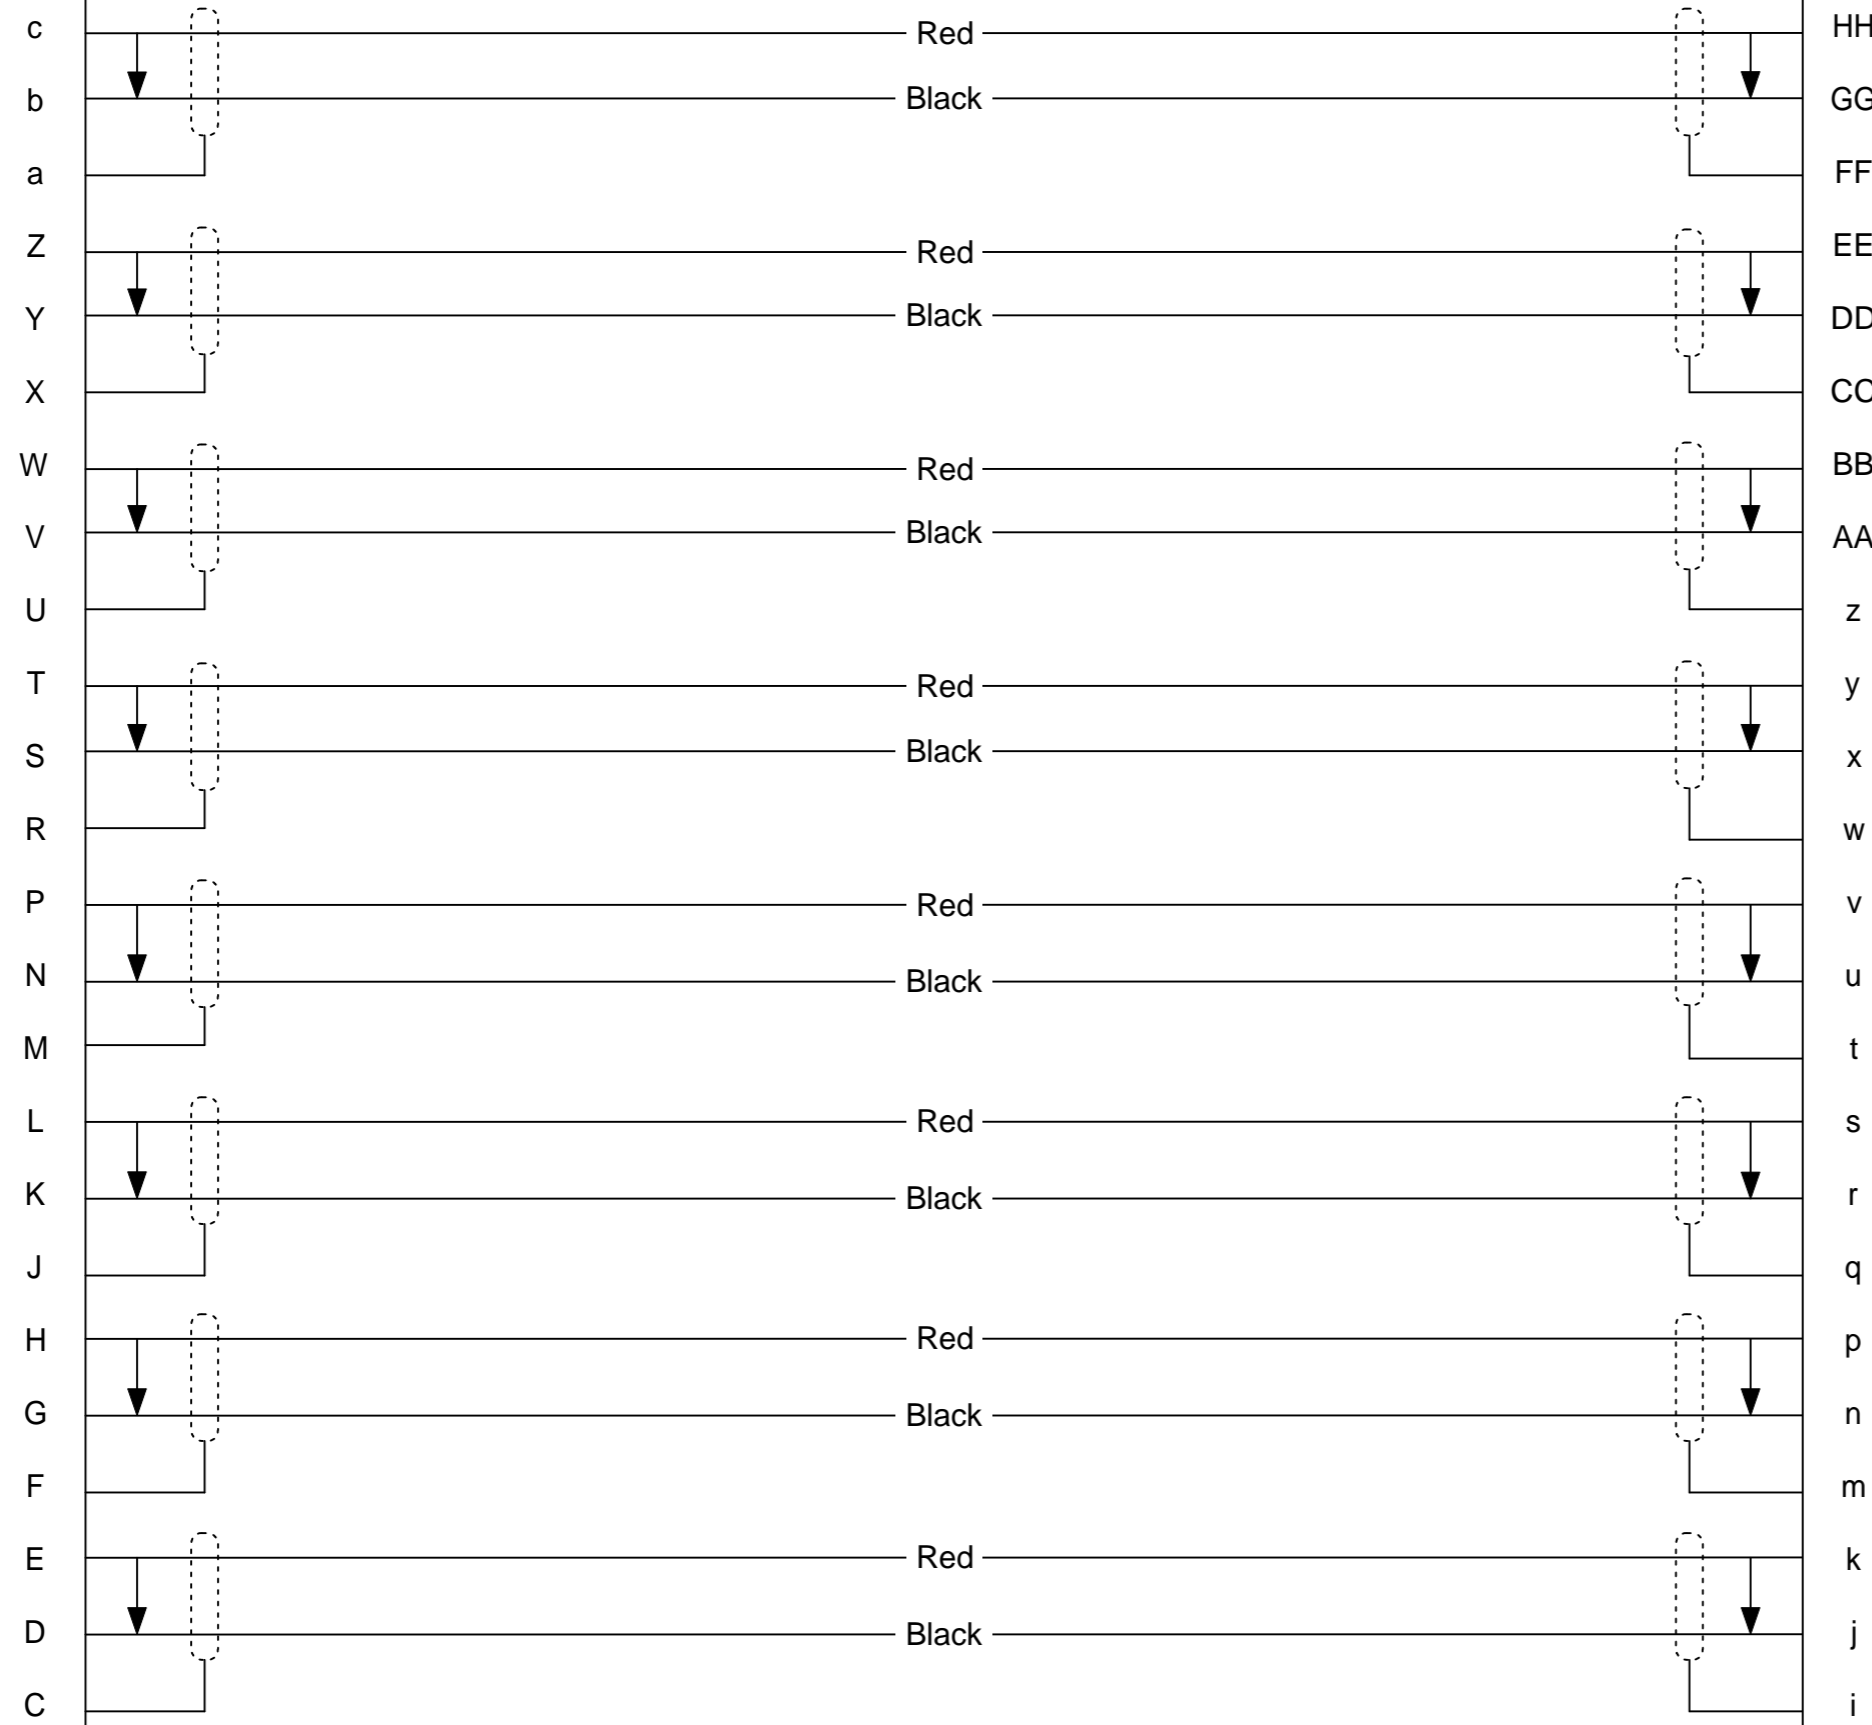 c Red HH
b Black GG
a FF
Z Red EE
Y Black DD
X CC
W Red BB
V Black AA
U z
T Red y
S Black x
R w
P Red v
N Black u
M t
L Red s
K Black r
J q
H Red p
G Black n
F m
E Red k
D Black j
C i